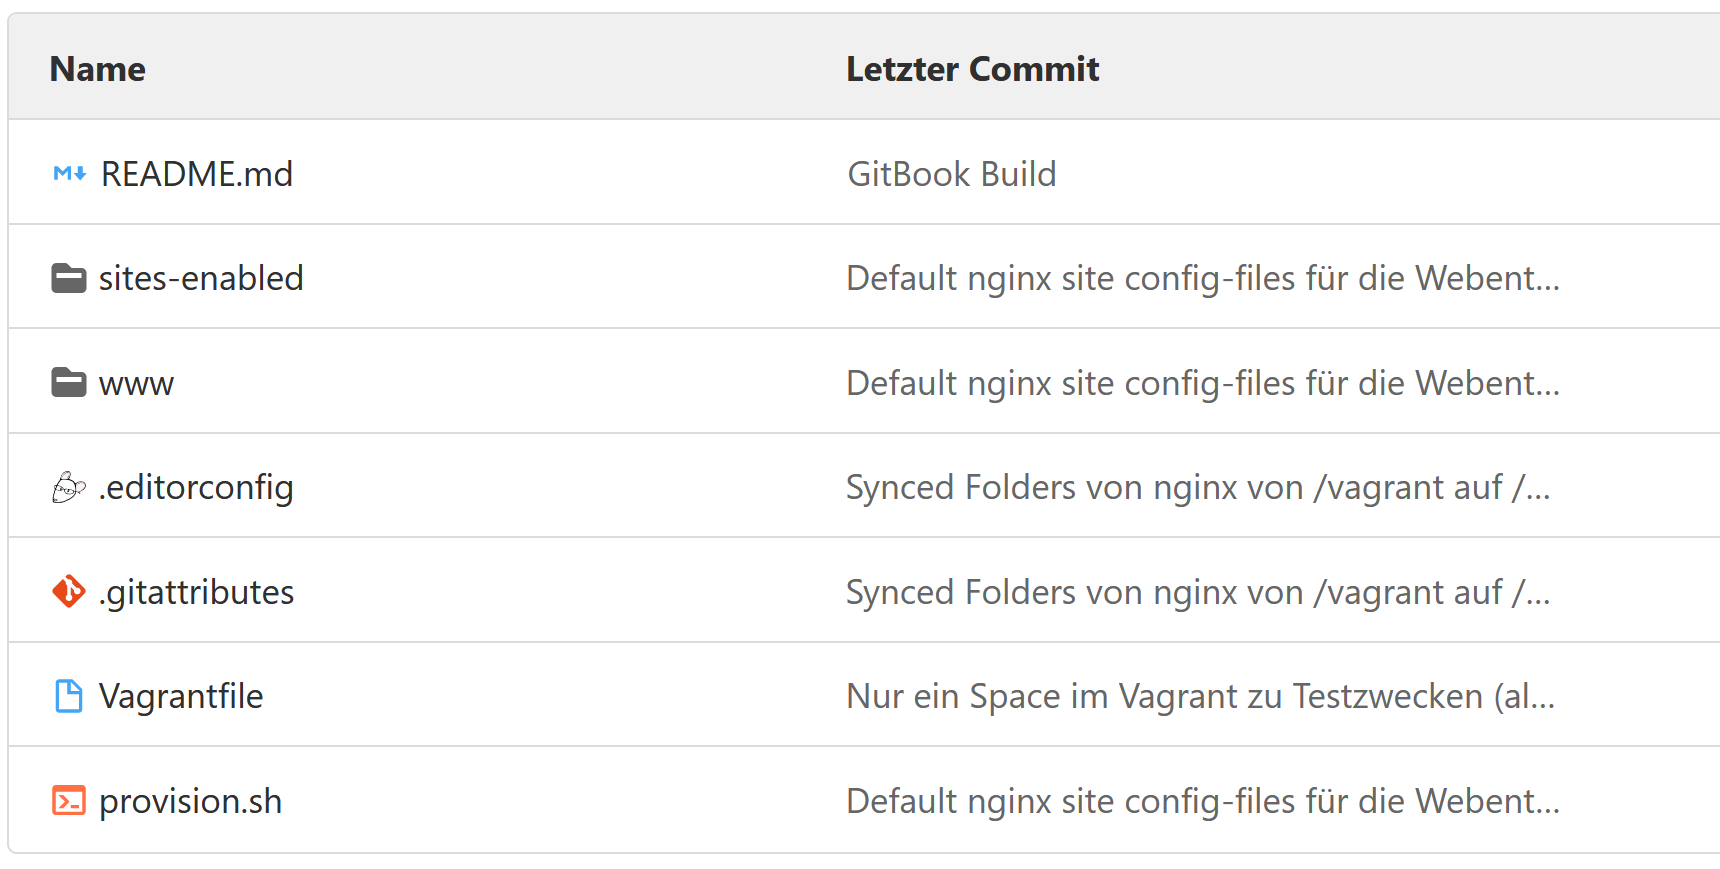 Name Letzter Commit
README.md GitBook Build
sites-enabled Default nginx site config-files für die Webent...
www Default nginx site config-files für die Webent...
.editorconfig Synced Folders von nginx von /vagrant auf /...
.gitattributes Synced Folders von nginx von /vagrant auf /...
Vagrantfile Nur ein Space im Vagrant zu Testzwecken (al...
provision.sh Default nginx site config-files für die Webent...